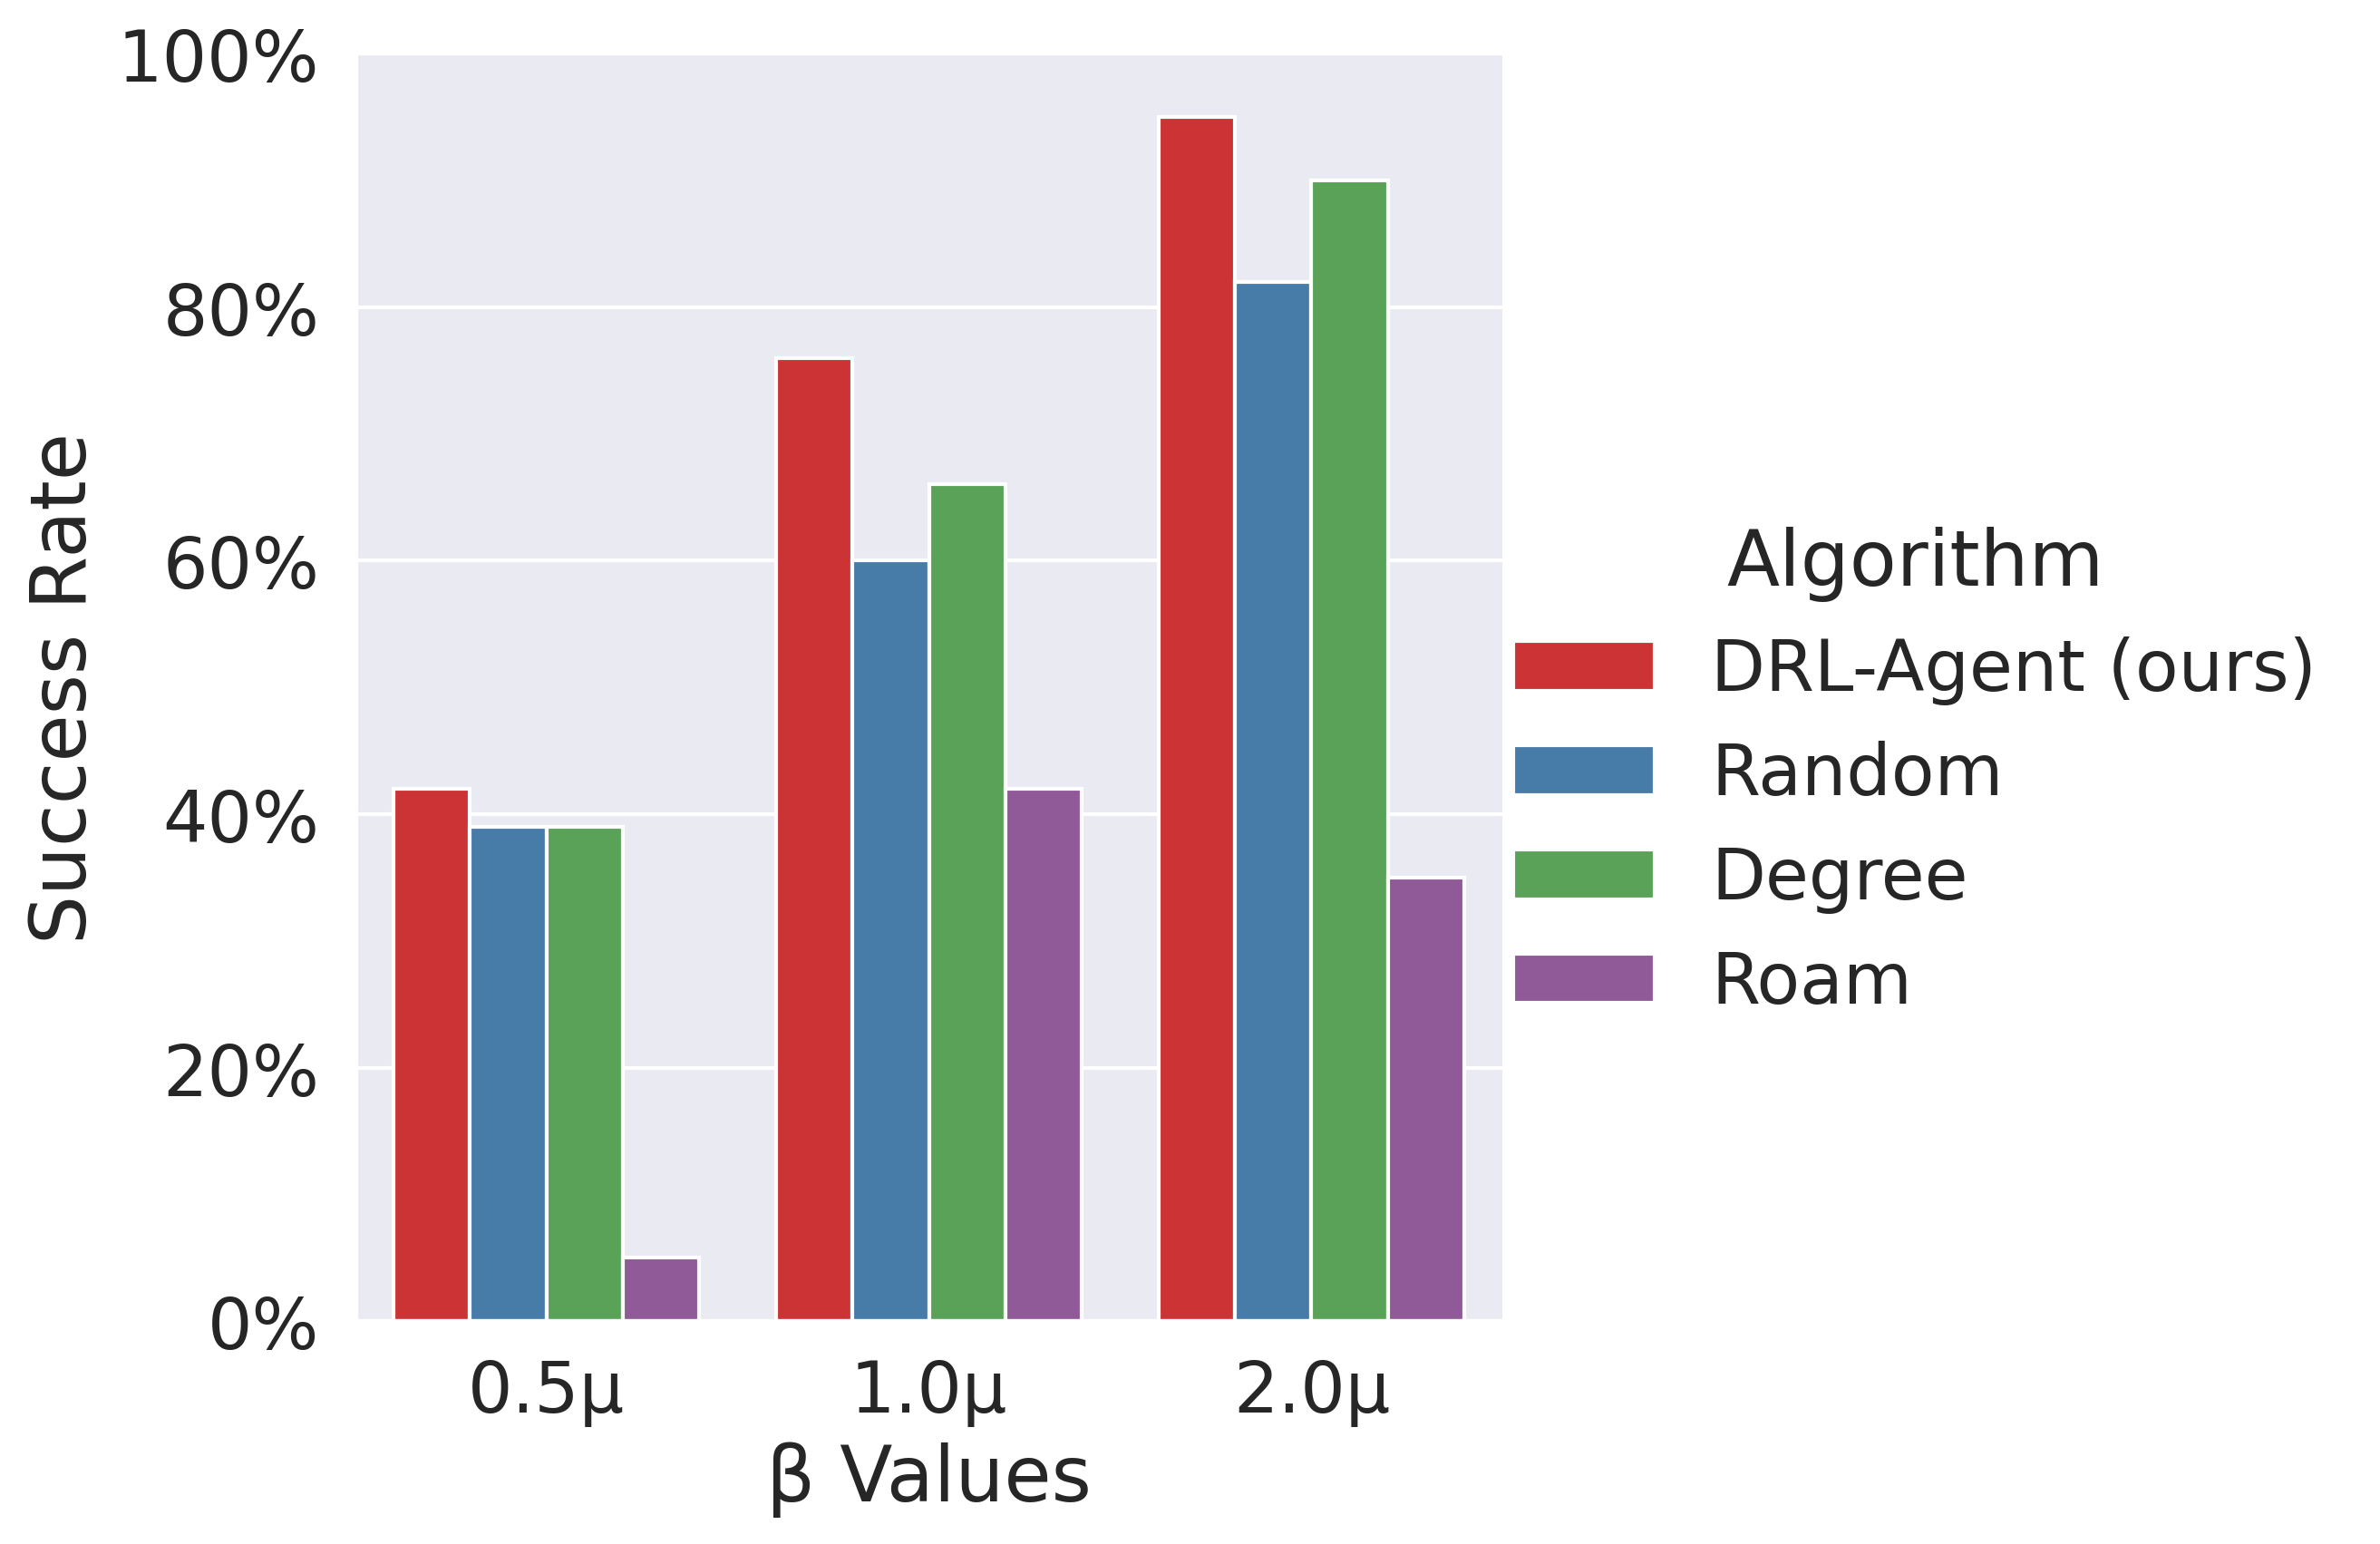 100%
80%
60%
40%
20%
0%
Success Rate
0.5µ 1.0µ 2.0µ
β Values
Algorithm
DRL-Agent (ours)
Random
Degree
Roam